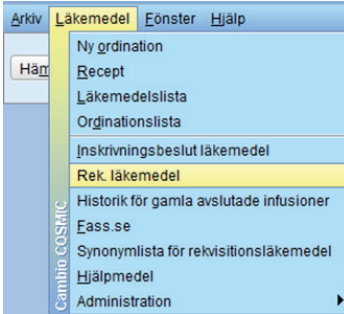 Arkiv Läkemedel Fönster Hjälp
Häm
Ny ordination
Recept
Läkemedelslista
Ordinationslista
Inskrivningsbeslut läkemedel
Rek. läkemedel
Historik för gamla avslutade infusioner
Fass.se
Synonymlista för rekvisitionsläkemedel
Hjälpmedel
Administration
Cambio COSMIC